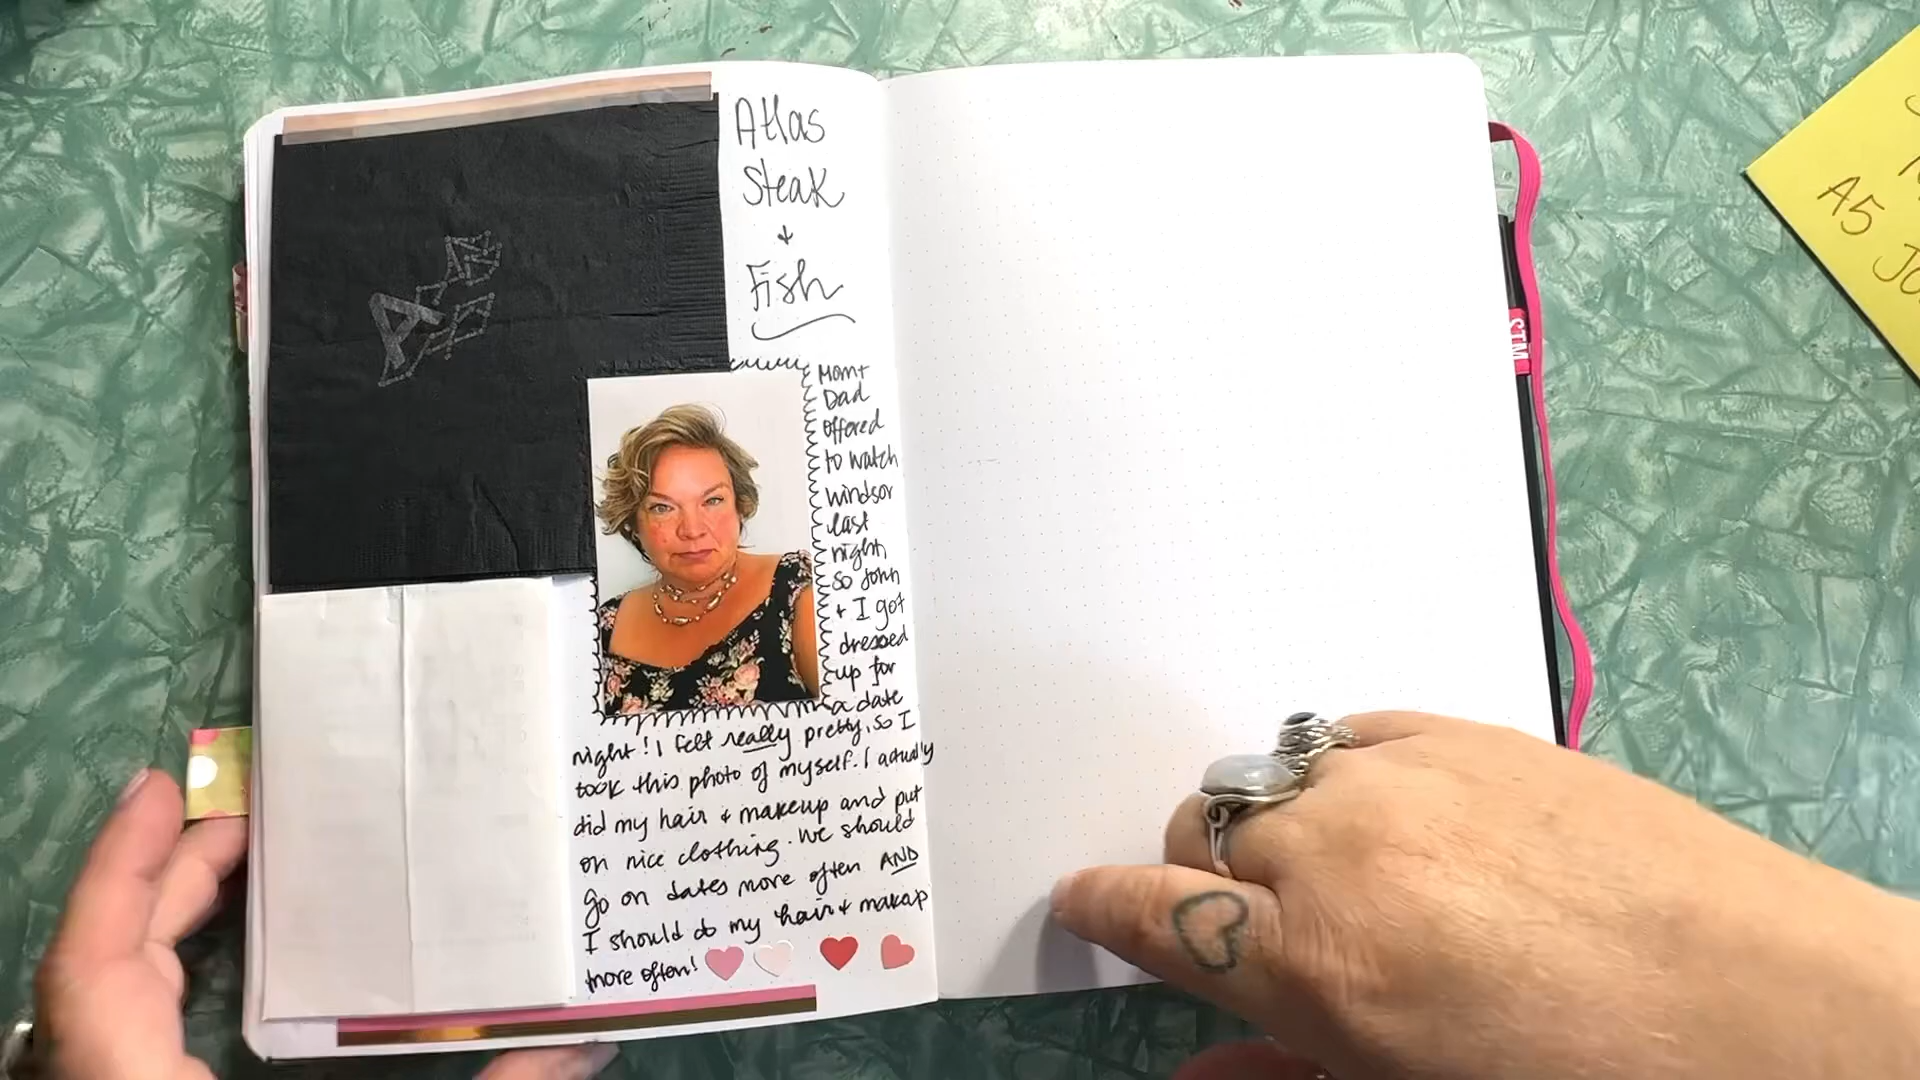 Atlas
Steak
+
Fish
Mom +
Dad
offered
to watch
windsor
last
night
so John
+ I got
dressed
up for
a date
night! I felt really pretty, so I
took this photo of myself. I actually
did my hair + makeup and put
on nice clothing. We should
go on dates more often AND
I should do my hair + makeup
more often!
A
STM
A5
Jo